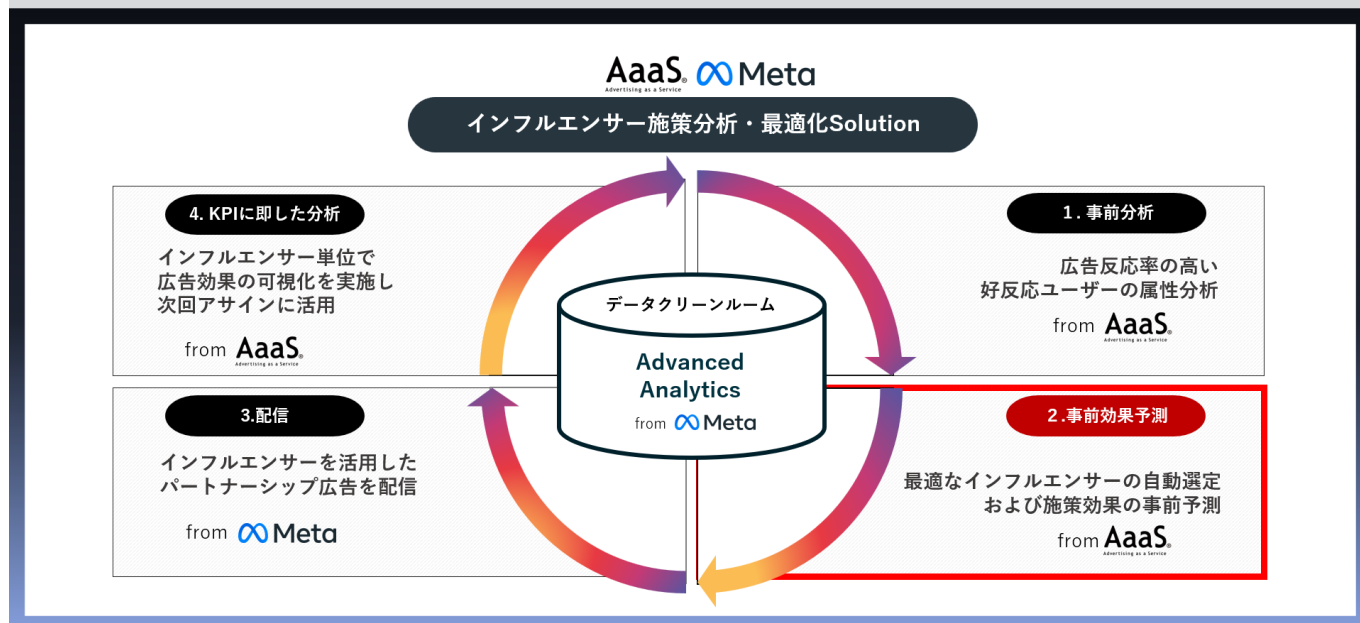 AaaS. Meta
Advertising as a Service
インフルエンサー施策分析・最適化Solution
4. KPIに即した分析
インフルエンサー単位で
広告効果の可視化を実施し
次回アサインに活用
from AaaS.
Advertising as a Service
1. 事前分析
広告反応率の高い
好反応ユーザーの属性分析
from AaaS.
Advertising as a Service
データクリーンルーム
Advanced
Analytics
from Meta
3.配信
インフルエンサーを活用した
パートナーシップ広告を配信
from Meta
2.事前効果予測
最適なインフルエンサーの自動選定
および施策効果の事前予測
from AaaS.
Advertising as a Service